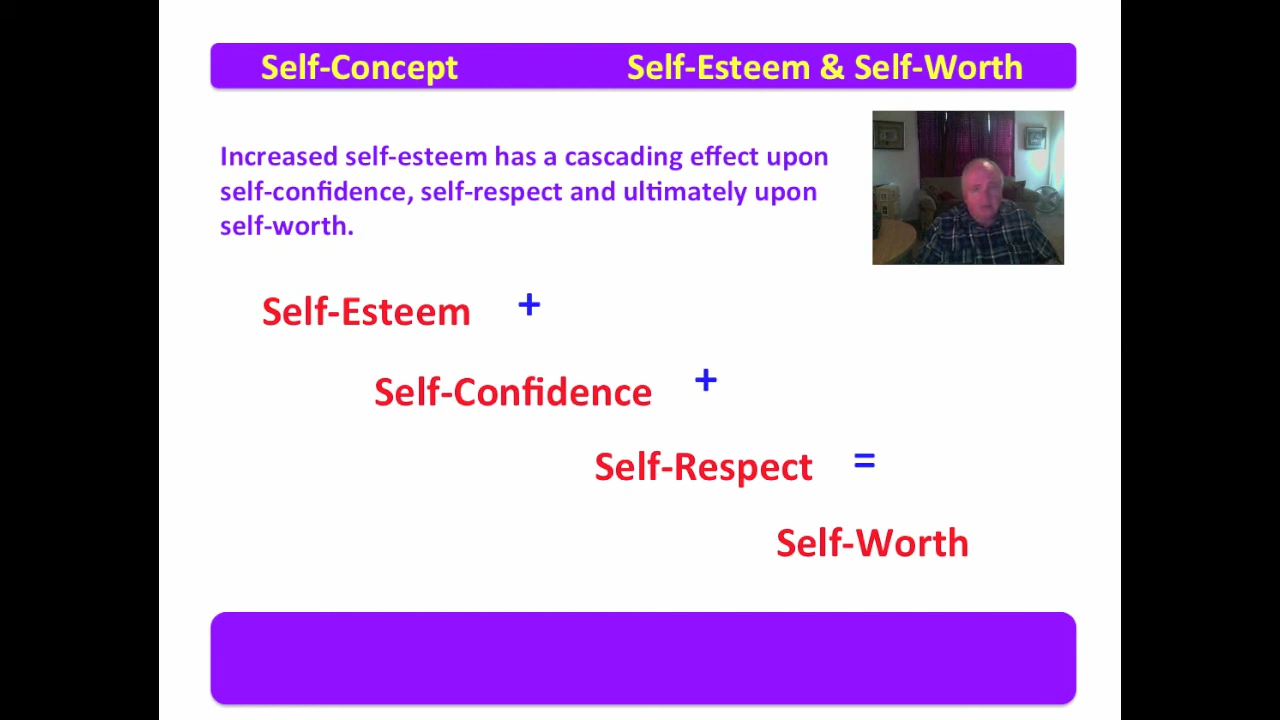 Self-Concept Self-Esteem & Self-Worth
Increased self-esteem has a cascading effect upon
self-confidence, self-respect and ultimately upon
self-worth.
Self-Esteem +
Self-Confidence +
Self-Respect =
Self-Worth